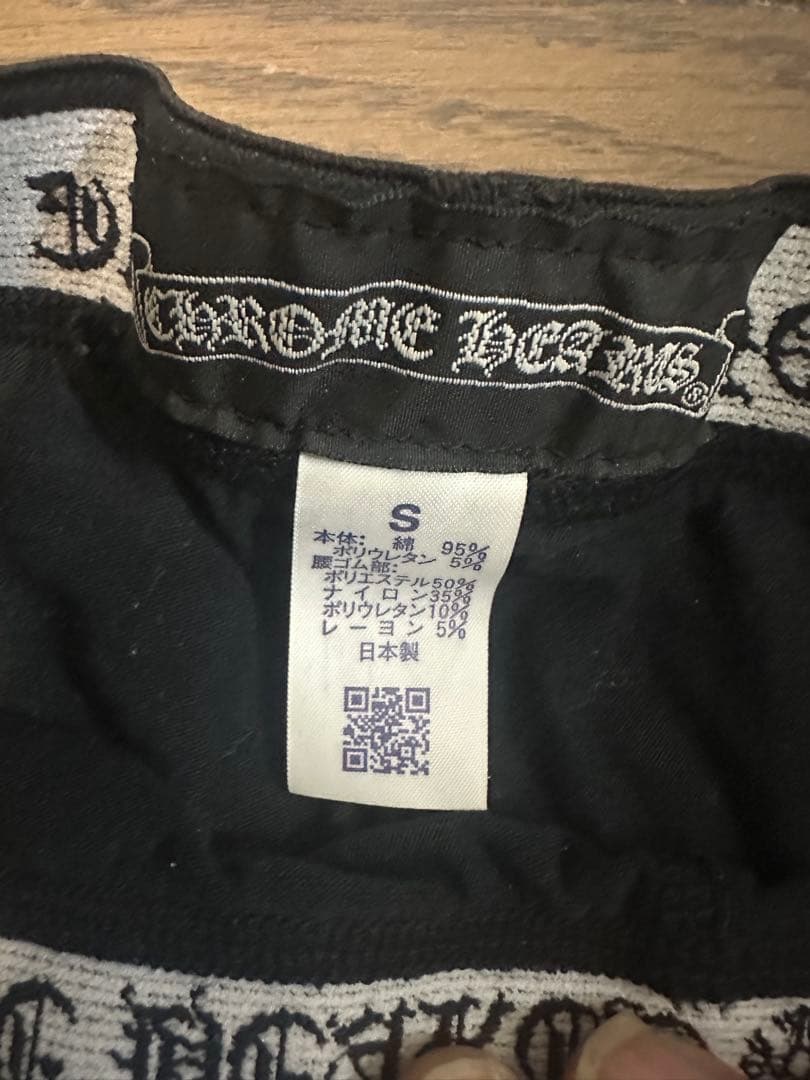 CHROME HEARTS®
S
本体: 綿 95%
ポリウレタン 5%
腰ゴム部:
ポリエステル50%
ナイロン35%
ポリウレタン10%
レーヨン 5%
日本製